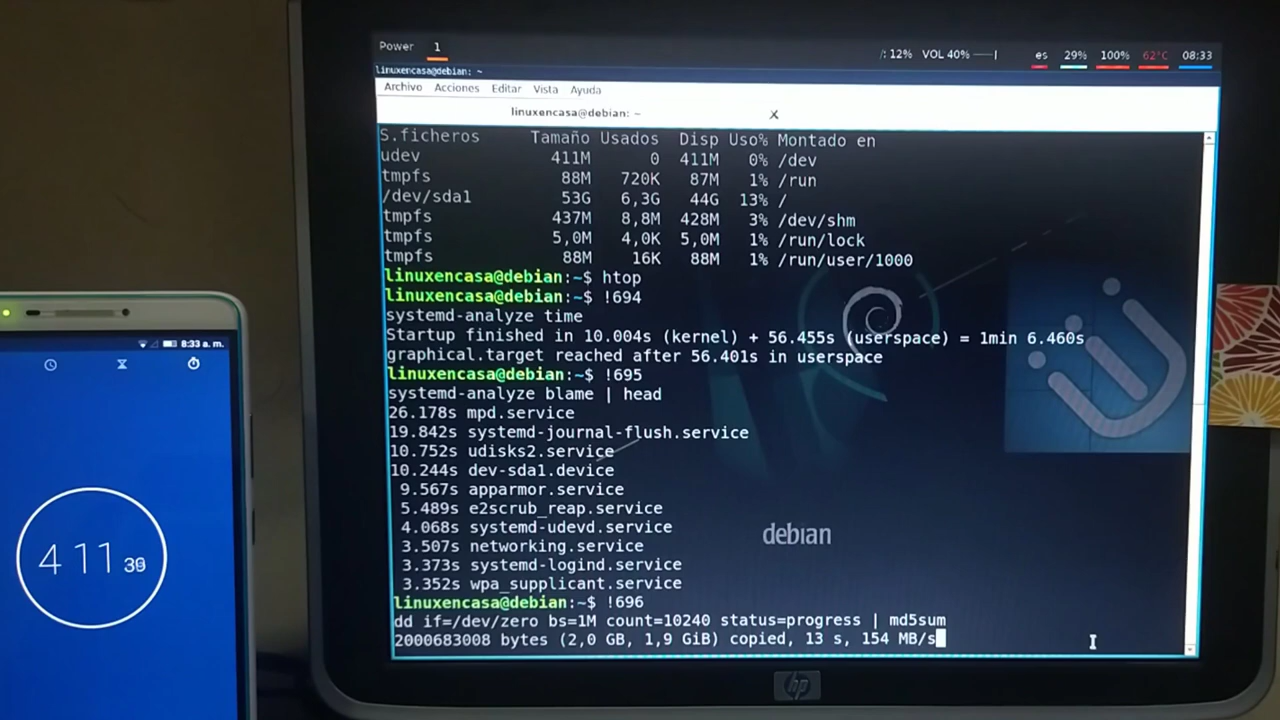 Power 1 /: 12% VOL 40% es 29% 100% 62°C 08:33
linuxencasa@debian: ~
Archivo Acciones Editar Vista Ayuda
linuxencasa@debian: ~ X
S.ficheros Tamaño Usados Disp Uso% Montado en
udev 411M 0 411M 0% /dev
tmpfs 88M 720K 87M 1% /run
/dev/sda1 53G 6,3G 44G 13% /
tmpfs 437M 8,8M 428M 3% /dev/shm
tmpfs 5,0M 4,0K 5,0M 1% /run/lock
tmpfs 88M 16K 88M 1% /run/user/1000
linuxencasa@debian:~$ htop
linuxencasa@debian:~$ !694
systemd-analyze time
Startup finished in 10.004s (kernel) + 56.455s (userspace) = 1min 6.460s
graphical.target reached after 56.401s in userspace
linuxencasa@debian:~$ !695
systemd-analyze blame | head
26.178s mpd.service
19.842s systemd-journal-flush.service
10.752s udisks2.service
10.244s dev-sda1.device
9.567s apparmor.service
5.489s e2scrub_reap.service
4.068s systemd-udevd.service
3.507s networking.service
3.373s systemd-logind.service
3.352s wpa_supplicant.service
linuxencasa@debian:~$ !696
dd if=/dev/zero bs=1M count=10240 status=progress | md5sum
2000683008 bytes (2,0 GB, 1,9 GiB) copied, 13 s, 154 MB/s
debian
hp
8:33 a. m.
4 11